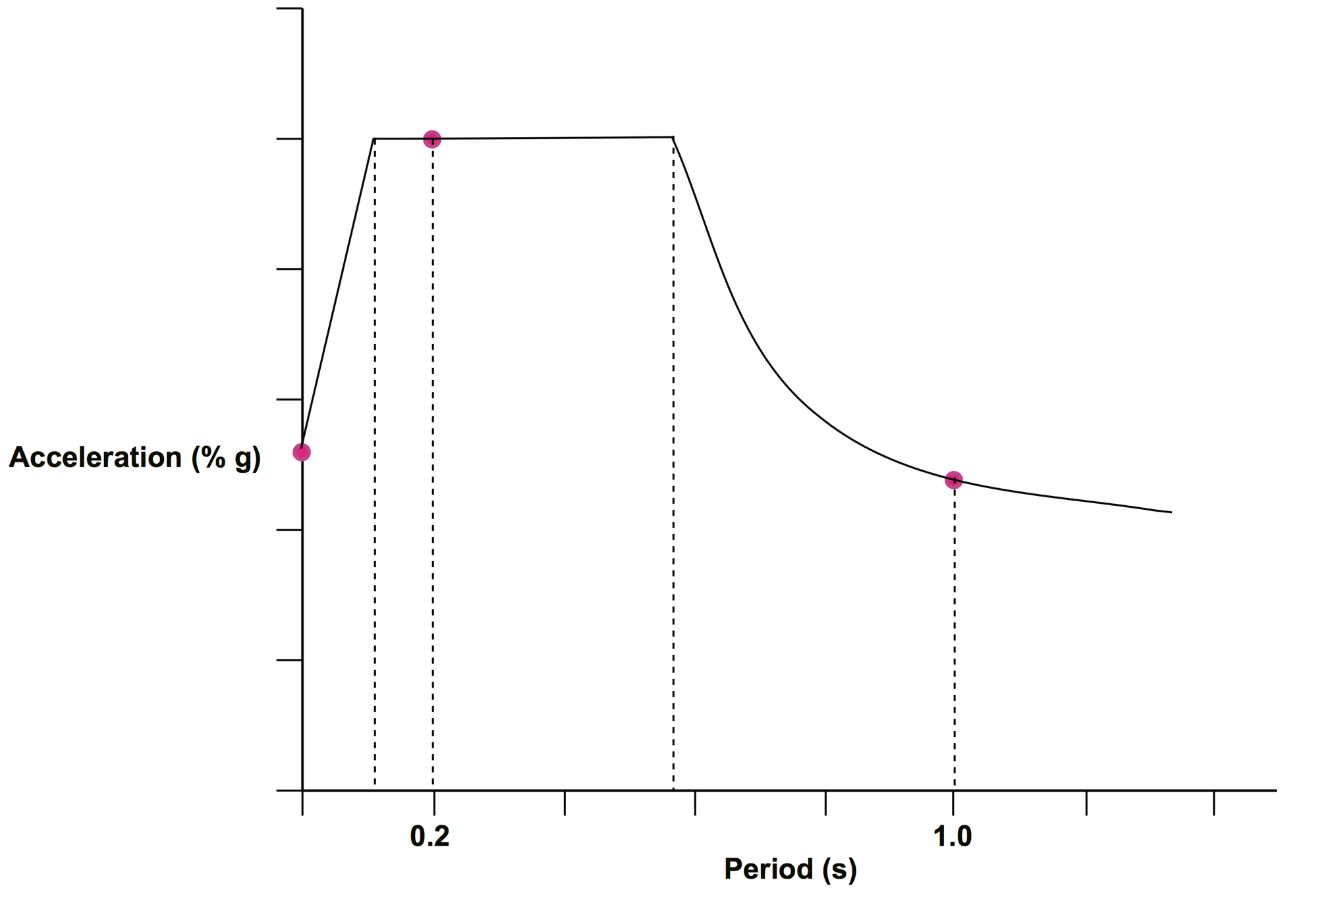 Acceleration (% g)
0.2
1.0
Period (s)